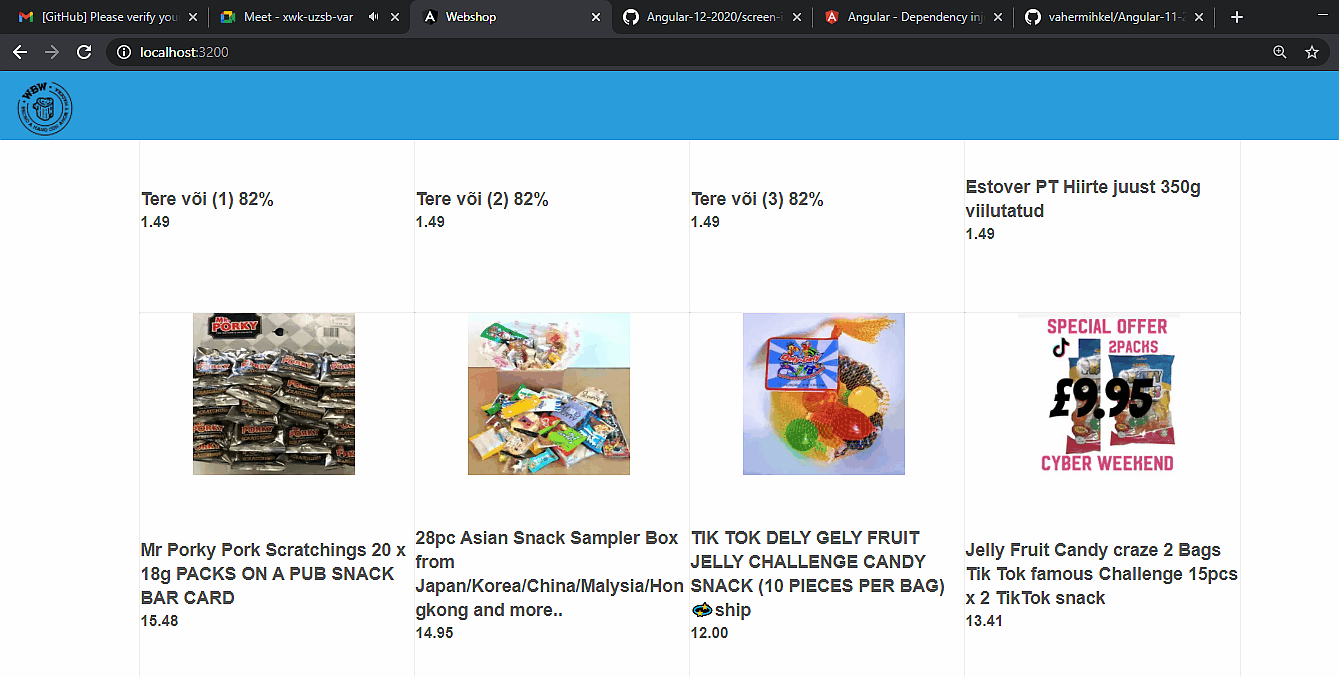 [GitHub] Please verify you
Meet - xwk-uzsb-var
Webshop
Angular-12-2020/screen-
Angular - Dependency inj
vahermihkel/Angular-11-2
localhost:3200
WBW
Tere või (1) 82%
1.49
Tere või (2) 82%
1.49
Tere või (3) 82%
1.49
Estover PT Hiirte juust 350g
viilutatud
1.49
Mr. PORKY
SPECIAL OFFER
2PACKS
£9.95
CYBER WEEKEND
Mr Porky Pork Scratchings 20 x
18g PACKS ON A PUB SNACK
BAR CARD
15.48
28pc Asian Snack Sampler Box
from
Japan/Korea/China/Malysia/Hon
gkong and more..
14.95
TIK TOK DELY GELY FRUIT
JELLY CHALLENGE CANDY
SNACK (10 PIECES PER BAG)
ship
12.00
Jelly Fruit Candy craze 2 Bags
Tik Tok famous Challenge 15pcs
x 2 TikTok snack
13.41